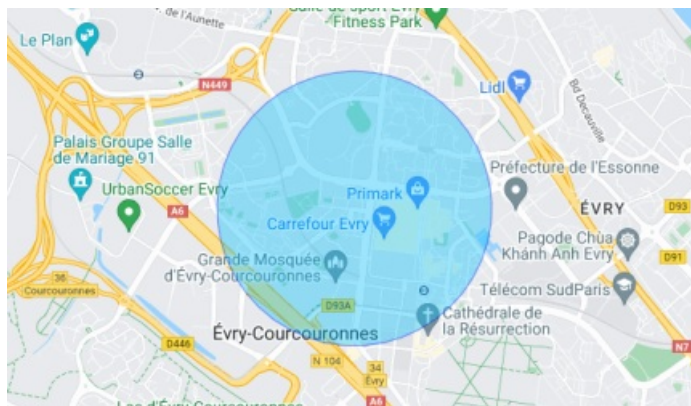 Salle de sport Evry
- Fitness Park
de l'Aunette
Le Plan
N449
Lidl
Bd Decauville
Palais Groupe Salle
de Mariage 91
UrbanSoccer Evry
A6
Primark
Carrefour Evry
Préfecture de l'Essonne
ÉVRY
D93
Grande Mosquée
d'Évry-Courcouronnes
Pagode Chùa
Khánh Anh Evry
D91
36
Courcouronnes
Télécom SudParis
D93A
Cathédrale de
la Résurrection
Évry-Courcouronnes
D446
N 104
34
Évry
N7
A6
Lac d'Évry-Courcouronnes